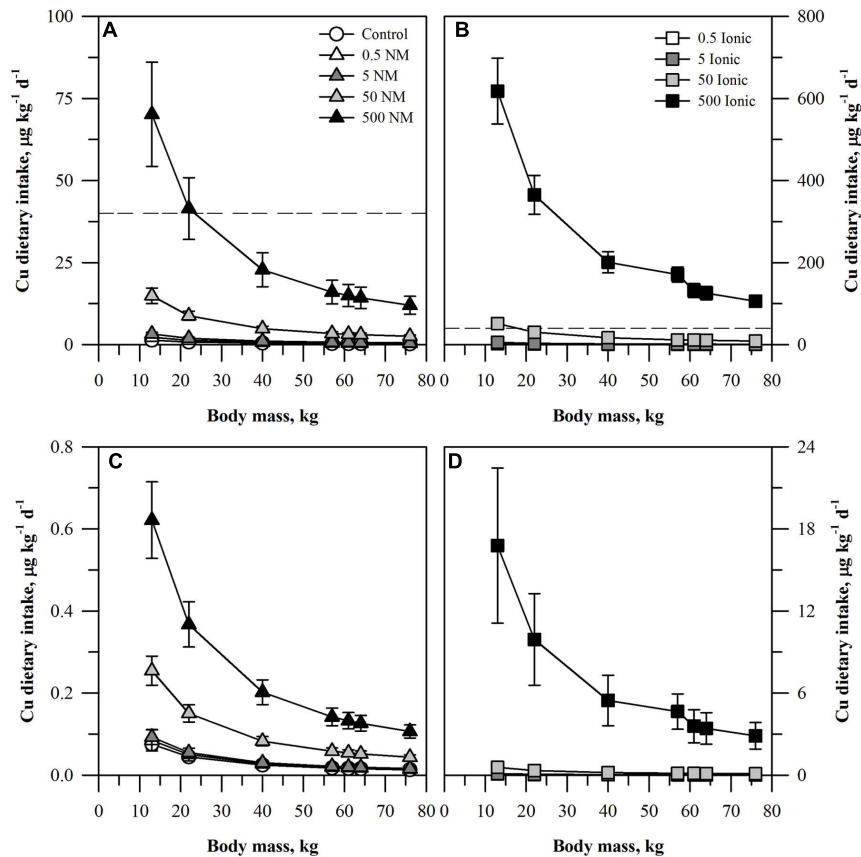 A
B
Control
0.5 NM
5 NM
50 NM
500 NM
0.5 Ionic
5 Ionic
50 Ionic
500 Ionic
Cu dietary intake, µg kg⁻¹ d⁻¹
100
75
50
25
0
800
600
400
200
0
Cu dietary intake, µg kg⁻¹ d⁻¹
0 10 20 30 40 50 60 70 80
0 10 20 30 40 50 60 70 80
Body mass, kg
Body mass, kg
C
D
Cu dietary intake, µg kg⁻¹ d⁻¹
0.8
0.6
0.4
0.2
0.0
24
18
12
6
0
Cu dietary intake, µg kg⁻¹ d⁻¹
0 10 20 30 40 50 60 70 80
0 10 20 30 40 50 60 70 80
Body mass, kg
Body mass, kg